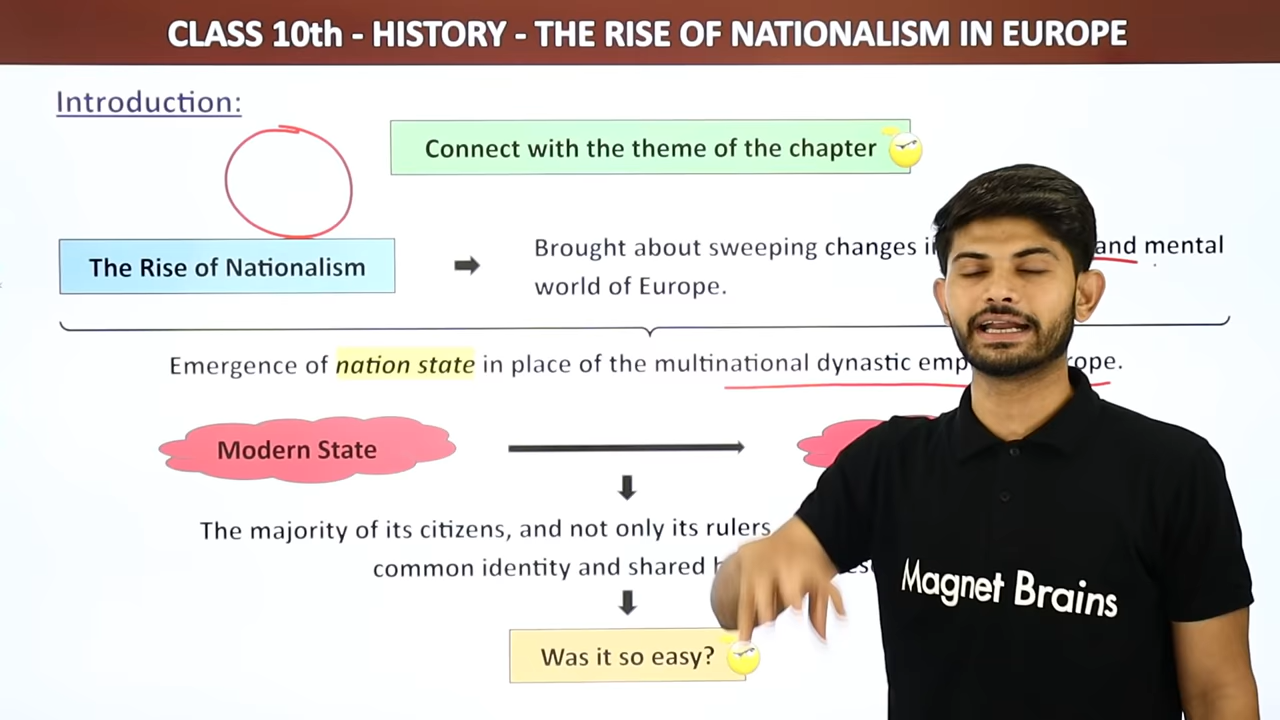 CLASS 10th - HISTORY - THE RISE OF NATIONALISM IN EUROPE
Introduction:
Connect with the theme of the chapter
The Rise of Nationalism
Brought about sweeping changes and mental
world of Europe.
Emergence of nation state in place of the multinational dynastic
Modern State
The majority of its citizens, and not only its rulers
common identity and shared
Was it so easy?
Magnet Brains